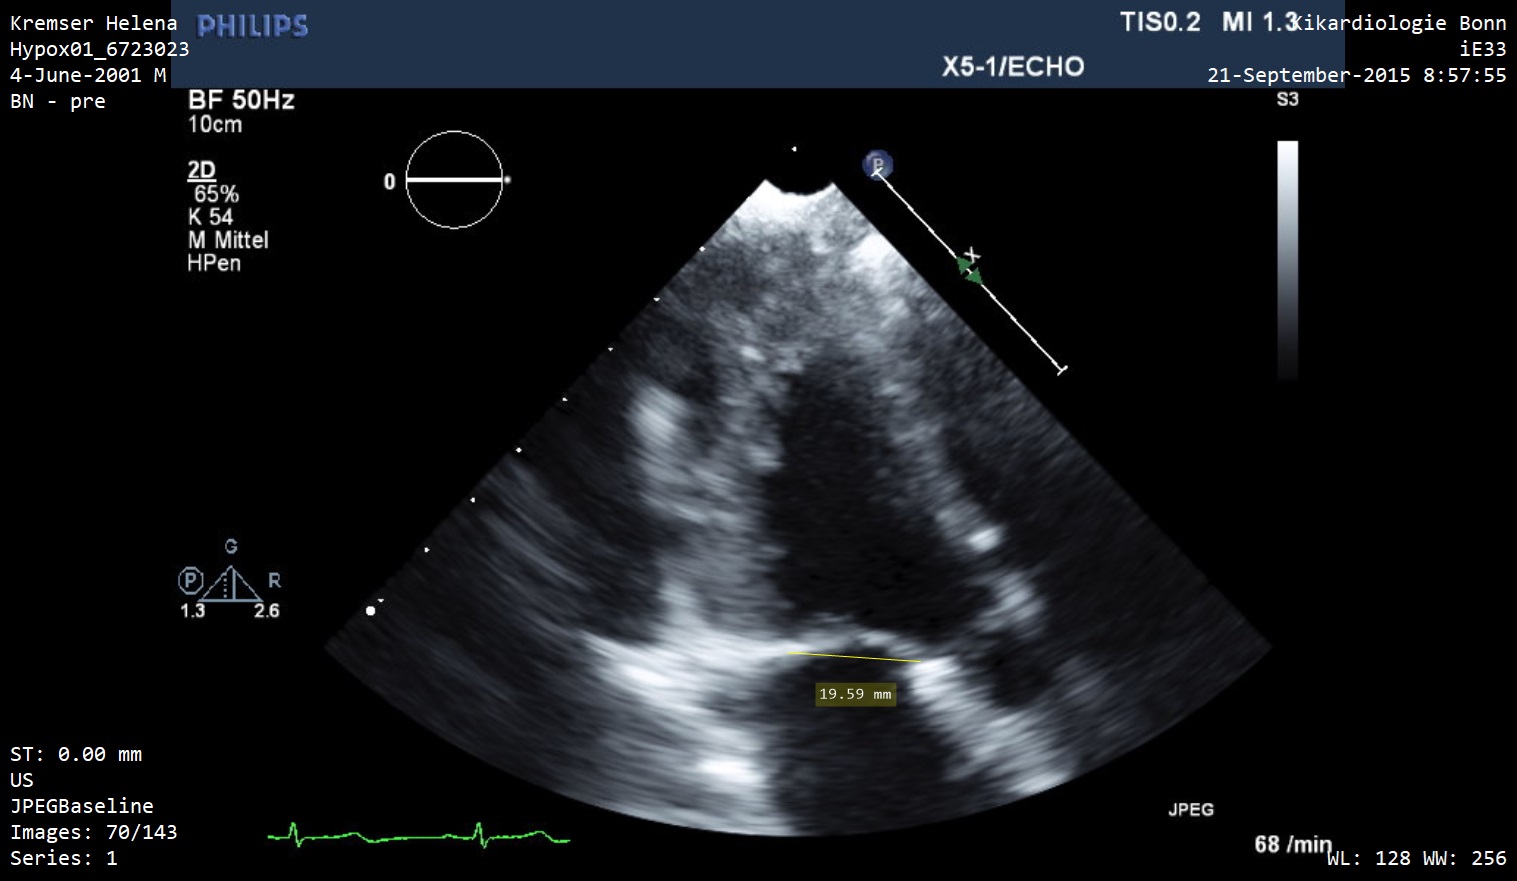 Kremser Helena
Hypox01_6723023
4-June-2001 M
BN - pre
PHILIPS
TIS0.2 MI 1.3
X5-1/ECHO
Kikardiologie Bonn
iE33
21-September-2015 8:57:55
S3
BF 50Hz
10cm
2D
65%
K 54
M Mittel
HPen
0
P
X
G
P R
1.3 2.6
19.59 mm
ST: 0.00 mm
US
JPEGBaseline
Images: 70/143
Series: 1
JPEG
68 /min
WL: 128 WW: 256